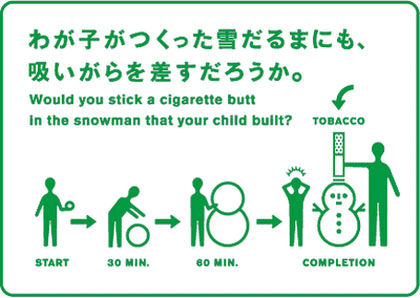 わが子がつくった雪だるまにも、
吸いがらを差すだろうか。
Would you stick a cigarette butt
in the snowman that your child built?
TOBACCO
START
30 MIN.
60 MIN.
COMPLETION